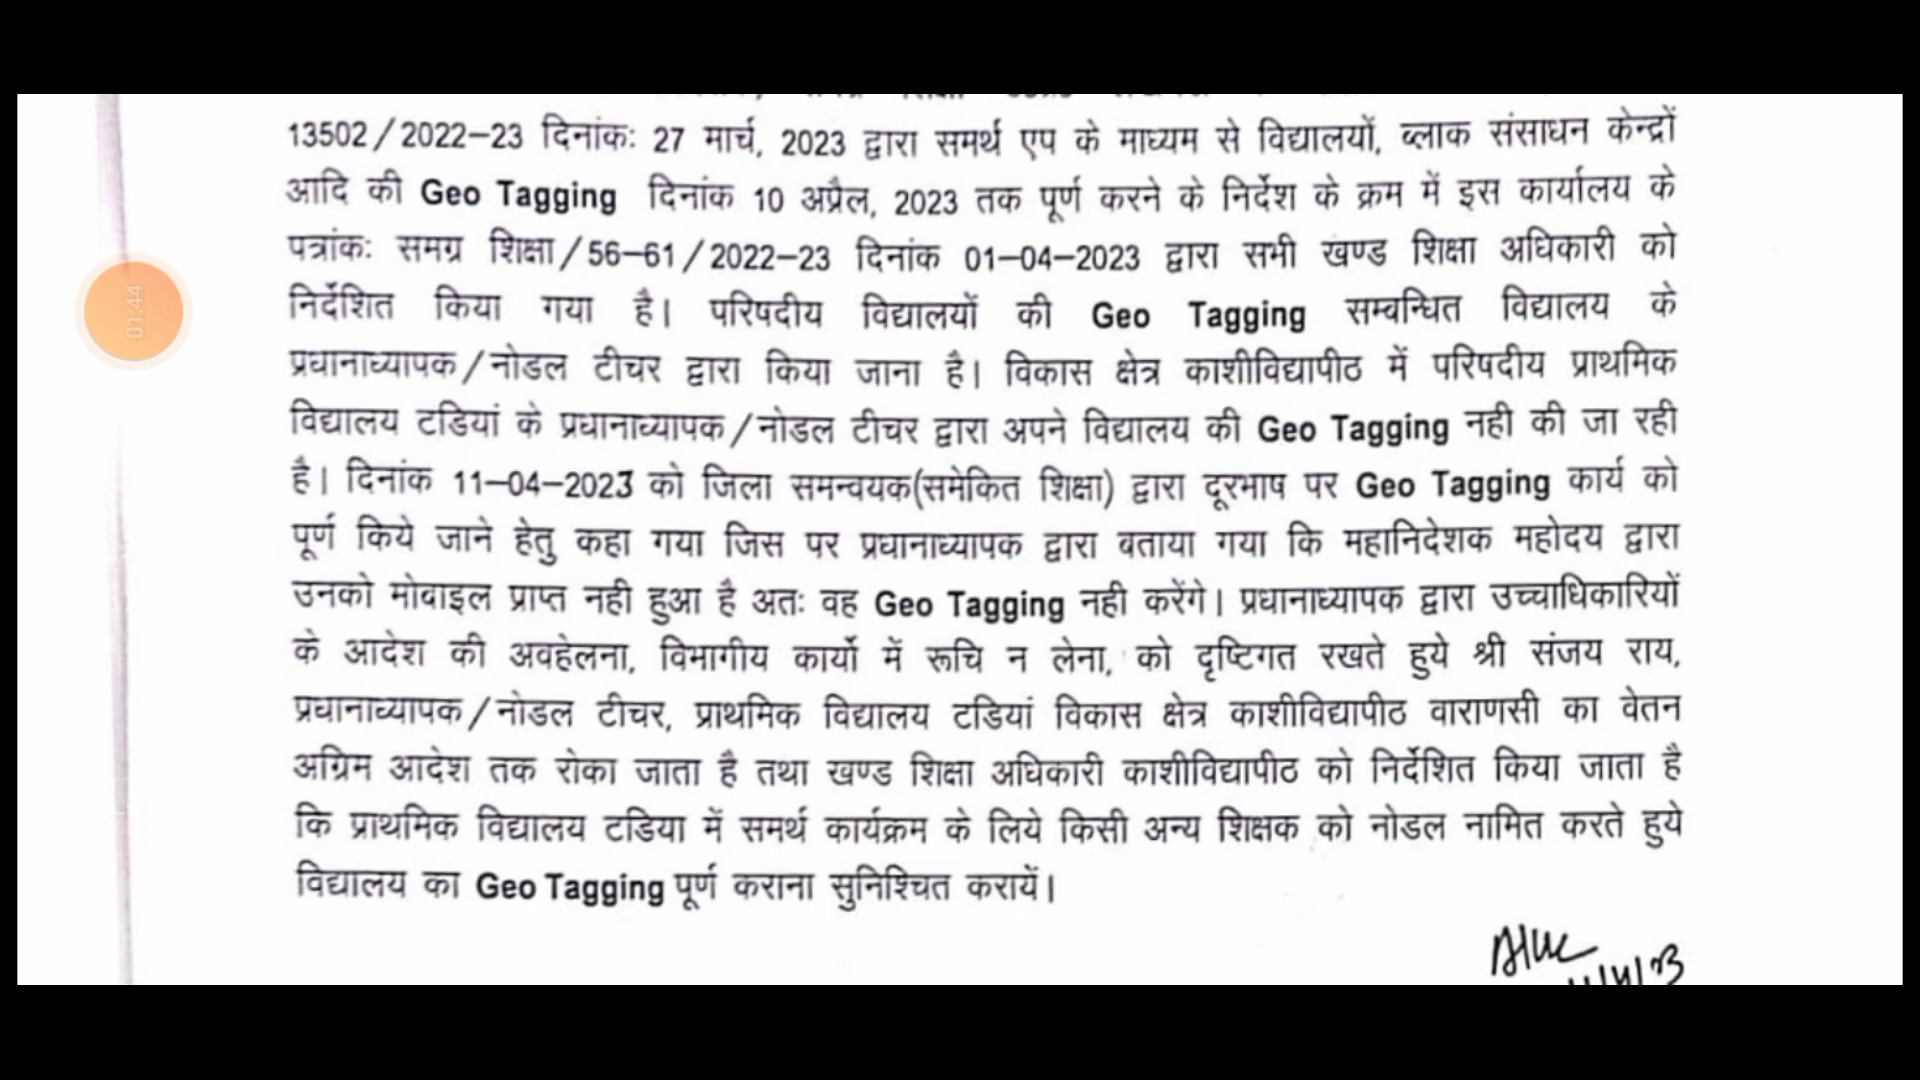 13502/2022–23 दिनांकः 27 मार्च, 2023 द्वारा समर्थ एप के माध्यम से विद्यालयों, ब्लाक संसाधन केन्द्रों
आदि की Geo Tagging दिनांक 10 अप्रैल, 2023 तक पूर्ण करने के निर्देश के क्रम में इस कार्यालय के
पत्रांकः समग्र शिक्षा/56–61/2022–23 दिनांक 01–04–2023 द्वारा सभी खण्ड शिक्षा अधिकारी को
निर्देशित किया गया है। परिषदीय विद्यालयों की Geo Tagging सम्बन्धित विद्यालय के
प्रधानाध्यापक/नोडल टीचर द्वारा किया जाना है। विकास क्षेत्र काशीविद्यापीठ में परिषदीय प्राथमिक
विद्यालय टडियां के प्रधानाध्यापक/नोडल टीचर द्वारा अपने विद्यालय की Geo Tagging नही की जा रही
है। दिनांक 11–04–2023 को जिला समन्वयक(समेकित शिक्षा) द्वारा दूरभाष पर Geo Tagging कार्य को
पूर्ण किये जाने हेतु कहा गया जिस पर प्रधानाध्यापक द्वारा बताया गया कि महानिदेशक महोदय द्वारा
उनको मोबाइल प्राप्त नही हुआ है अतः वह Geo Tagging नही करेंगे। प्रधानाध्यापक द्वारा उच्चाधिकारियों
के आदेश की अवहेलना, विभागीय कार्यो में रूचि न लेना, को दृष्टिगत रखते हुये श्री संजय राय,
प्रधानाध्यापक/नोडल टीचर, प्राथमिक विद्यालय टडियां विकास क्षेत्र काशीविद्यापीठ वाराणसी का वेतन
अग्रिम आदेश तक रोका जाता है तथा खण्ड शिक्षा अधिकारी काशीविद्यापीठ को निर्देशित किया जाता है
कि प्राथमिक विद्यालय टडिया में समर्थ कार्यक्रम के लिये किसी अन्य शिक्षक को नोडल नामित करते हुये
विद्यालय का Geo Tagging पूर्ण कराना सुनिश्चित करायें।
01:44